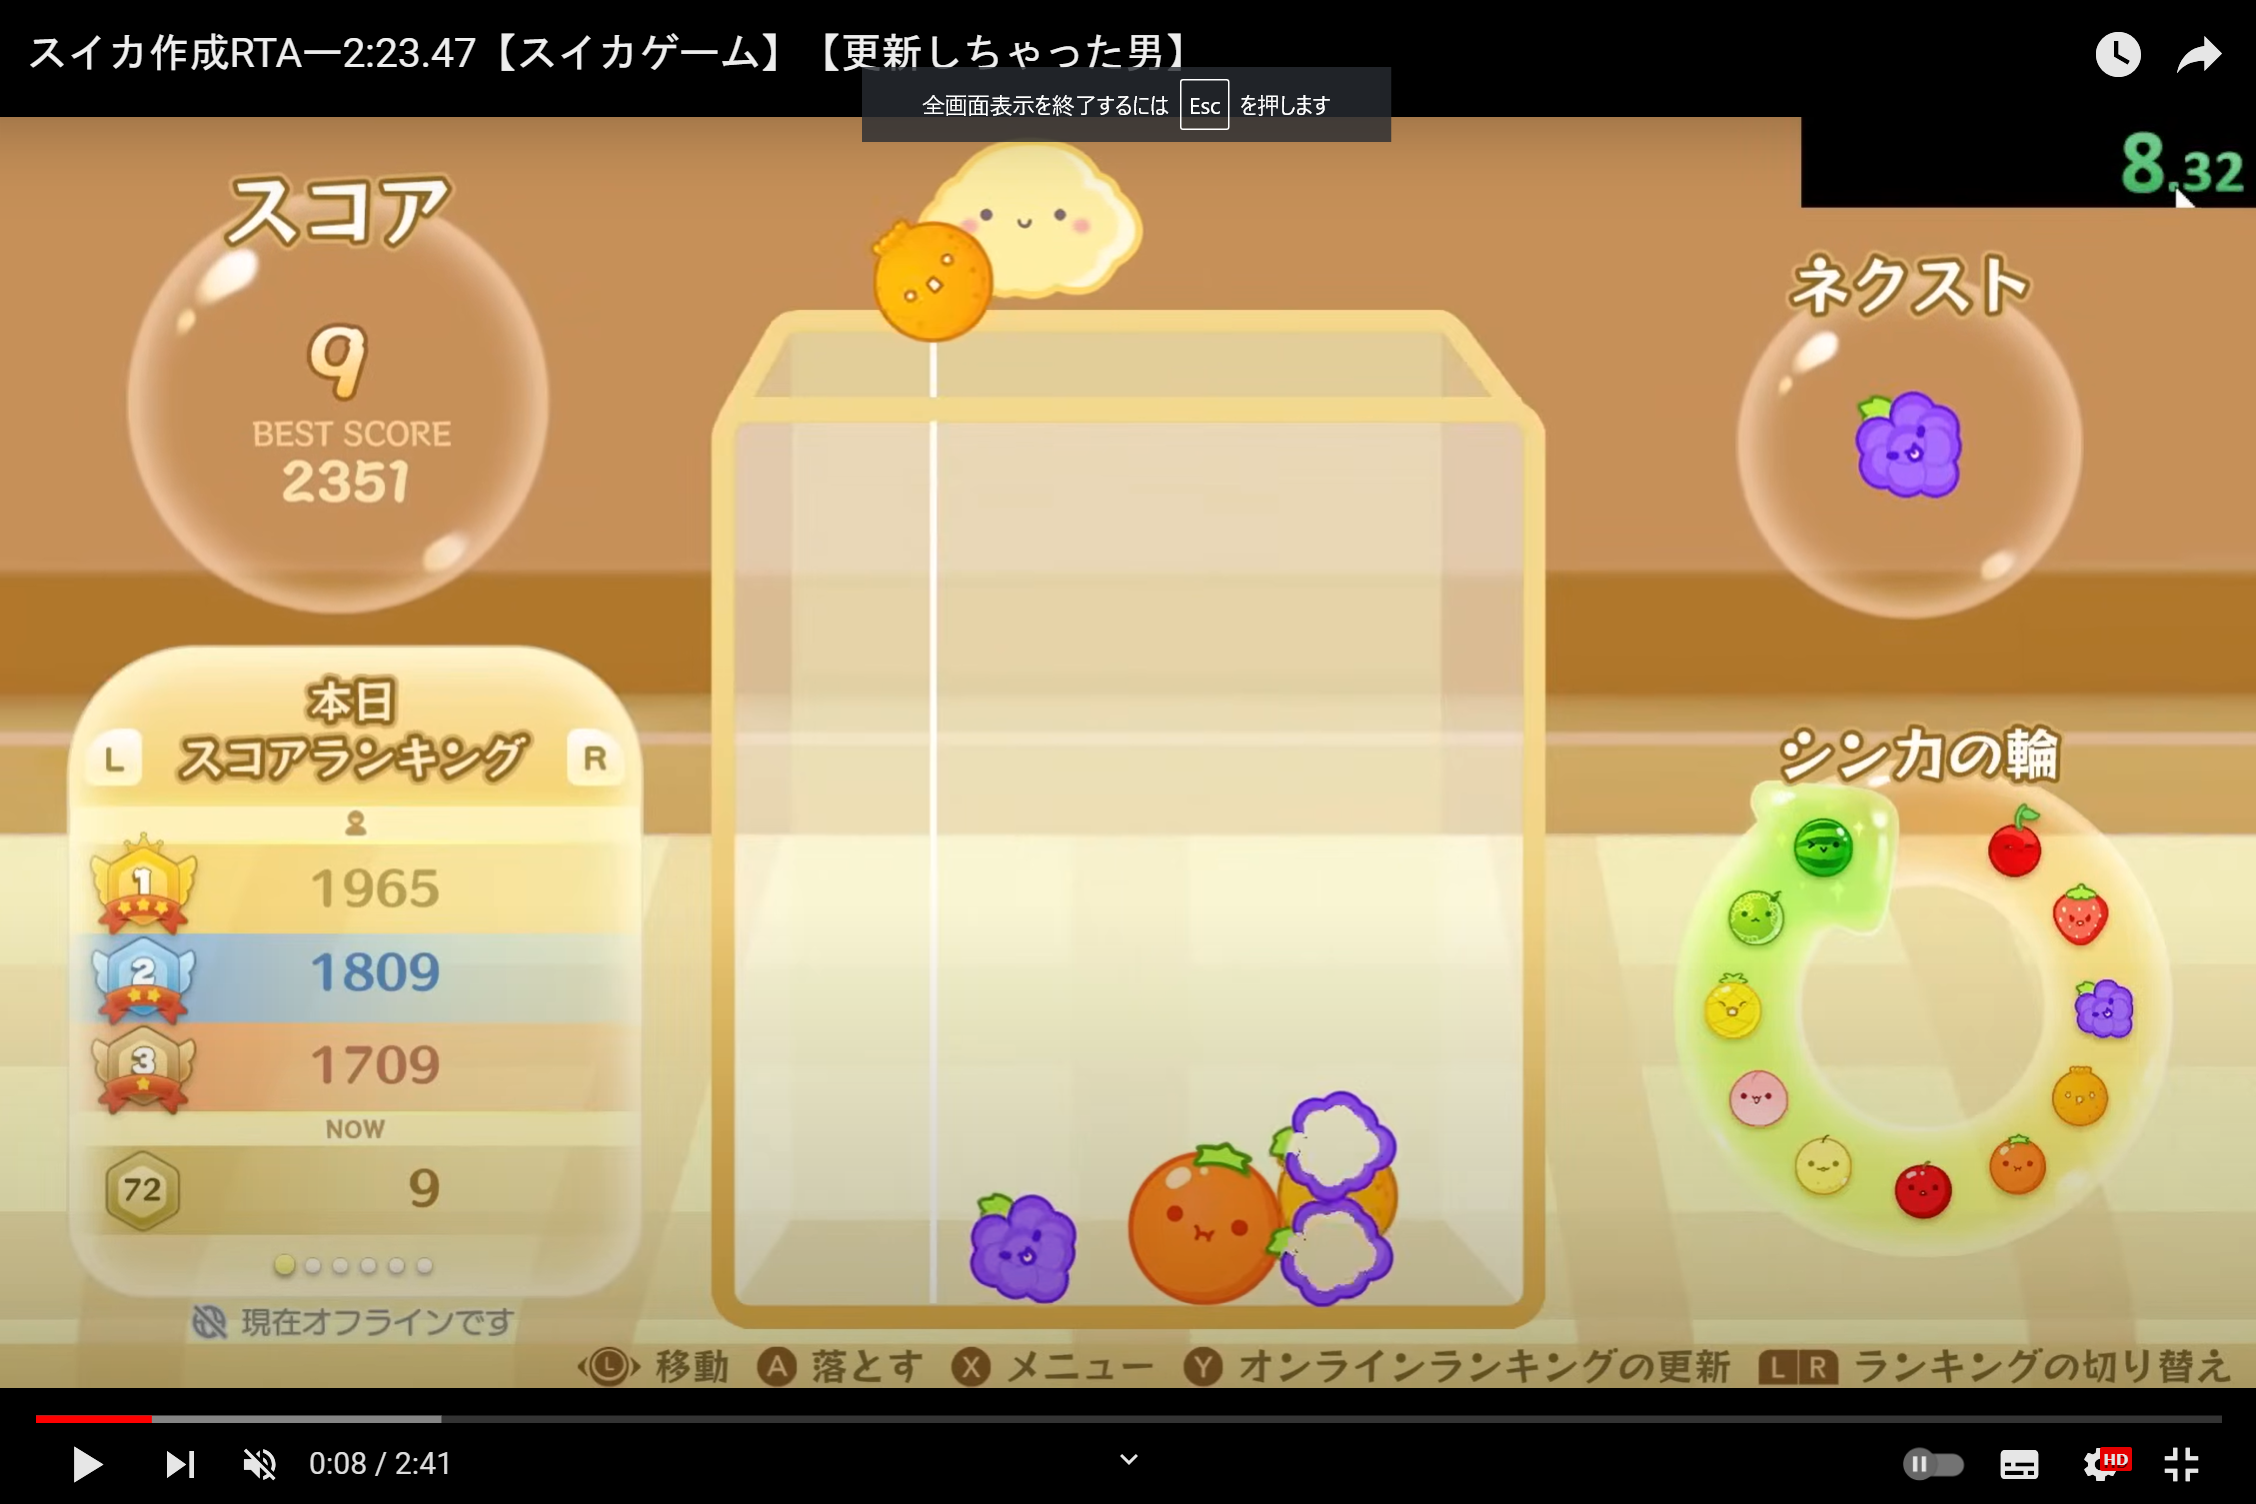 スイカ作成RTAー2:23.47【スイカゲーム】【更新しちゃった男】
全画面表示を終了するには Esc を押します
8.32
スコア
9
BEST SCORE
2351
ネクスト
本日
L スコアランキング R
1 1965
2 1809
3 1709
NOW
72 9
現在オフラインです
シンカの輪
L 移動 A 落とす X メニュー Y オンラインランキングの更新 L R ランキングの切り替え
0:08 / 2:41
HD